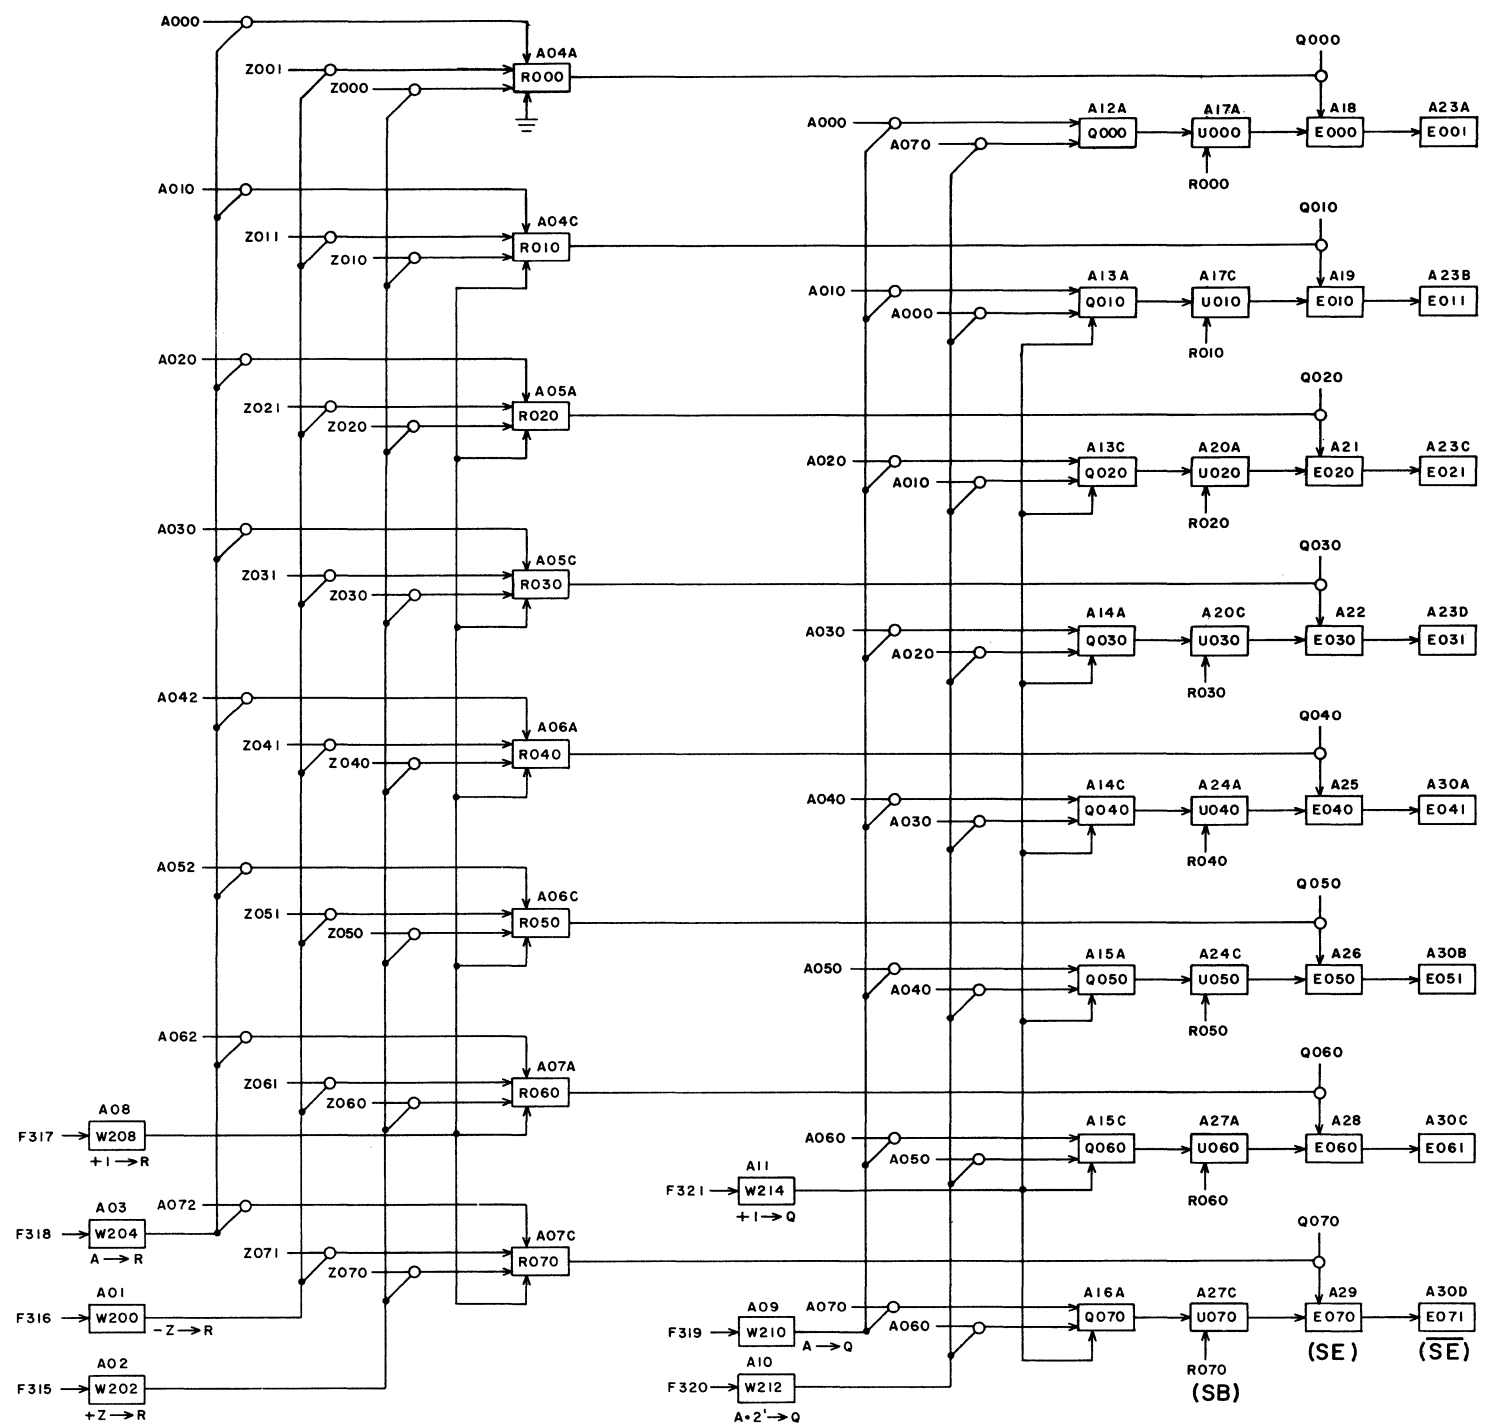 A000
A04A
Z001
R000
Z000
Q000
A000
A12A
A17A
A18
A23A
Q000
U000
E000
E001
A070
R000
A010
A04C
Z011
R010
Z010
Q010
A010
A13A
A17C
A19
A23B
Q010
U010
E010
E011
A000
R010
A020
A05A
Z021
R020
Z020
Q020
A020
A13C
A20A
A21
A23C
Q020
U020
E020
E021
A010
R020
A030
A05C
Z031
R030
Z030
Q030
A030
A14A
A20C
A22
A23D
Q030
U030
E030
E031
A020
R030
A042
A06A
Z041
R040
Z040
Q040
A040
A14C
A24A
A25
A30A
Q040
U040
E040
E041
A030
R040
A052
A06C
Z051
R050
Z050
Q050
A050
A15A
A24C
A26
A30B
Q050
U050
E050
E051
A040
R050
A062
A07A
Z061
R060
Z060
Q060
A08
F317
W208
+1→R
A060
A15C
A27A
A28
A30C
Q060
U060
E060
E061
A050
R060
A11
F321
W214
+1→Q
A03
A072
F318
W204
A→R
A07C
Z071
R070
Z070
Q070
A01
F316
W200
-Z→R
A09
A070
F319
W210
A→Q
A060
A16A
A27C
A29
A30D
Q070
U070
E070
E071
R070
(SB)
(SE)
(SE)
A02
F315
W202
+Z→R
A10
F320
W212
A•2'→Q